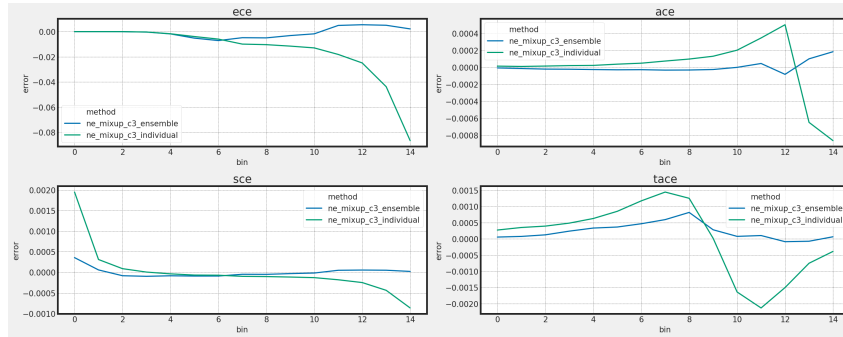 ece
0.00
−0.02
−0.04
−0.06
−0.08
error
method
ne_mixup_c3_ensemble
ne_mixup_c3_individual
0 2 4 6 8 10 12 14
bin
ace
0.0004
0.0002
0.0000
−0.0002
−0.0004
−0.0006
−0.0008
error
method
ne_mixup_c3_ensemble
ne_mixup_c3_individual
0 2 4 6 8 10 12 14
bin
sce
0.0020
0.0015
0.0010
0.0005
0.0000
−0.0005
−0.0010
error
method
ne_mixup_c3_ensemble
ne_mixup_c3_individual
0 2 4 6 8 10 12 14
bin
tace
0.0015
0.0010
0.0005
0.0000
−0.0005
−0.0010
−0.0015
−0.0020
error
method
ne_mixup_c3_ensemble
ne_mixup_c3_individual
0 2 4 6 8 10 12 14
bin